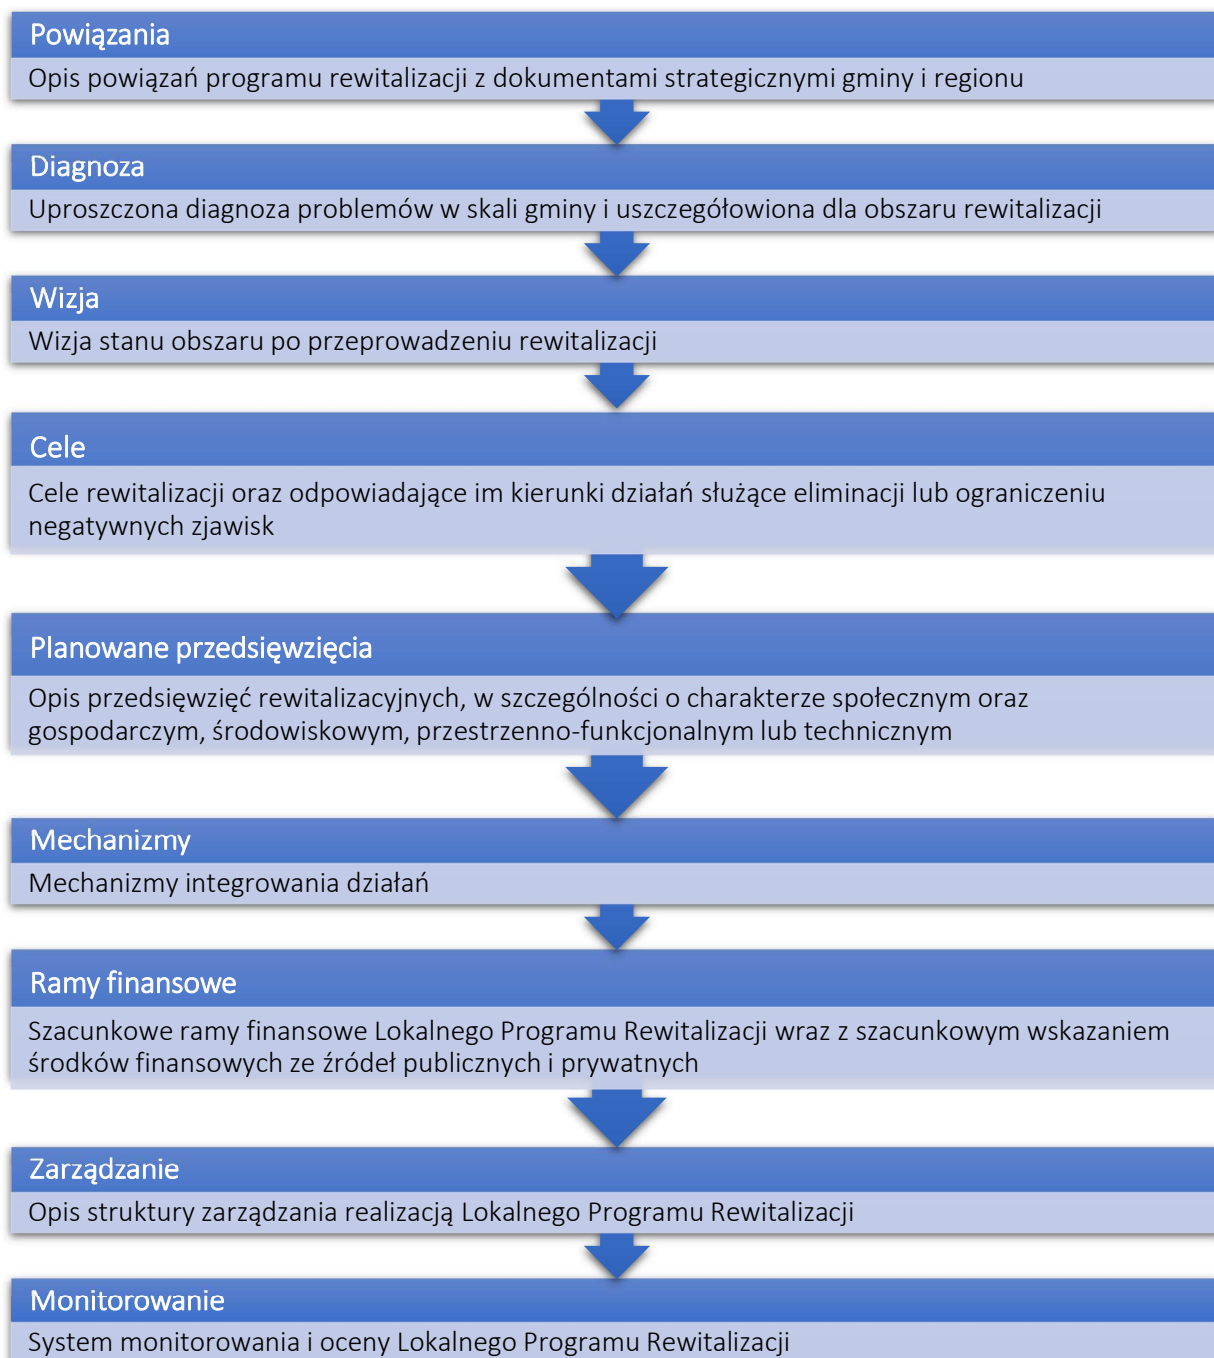 Powiązania
Opis powiązań programu rewitalizacji z dokumentami strategicznymi gminy i regionu
Diagnoza
Uproszczona diagnoza problemów w skali gminy i uszczegółowiona dla obszaru rewitalizacji
Wizja
Wizja stanu obszaru po przeprowadzeniu rewitalizacji
Cele
Cele rewitalizacji oraz odpowiadające im kierunki działań służące eliminacji lub ograniczeniu
negatywnych zjawisk
Planowane przedsięwzięcia
Opis przedsięwzięć rewitalizacyjnych, w szczególności o charakterze społecznym oraz
gospodarczym, środowiskowym, przestrzenno-funkcjonalnym lub technicznym
Mechanizmy
Mechanizmy integrowania działań
Ramy finansowe
Szacunkowe ramy finansowe Lokalnego Programu Rewitalizacji wraz z szacunkowym wskazaniem
środków finansowych ze źródeł publicznych i prywatnych
Zarządzanie
Opis struktury zarządzania realizacją Lokalnego Programu Rewitalizacji
Monitorowanie
System monitorowania i oceny Lokalnego Programu Rewitalizacji